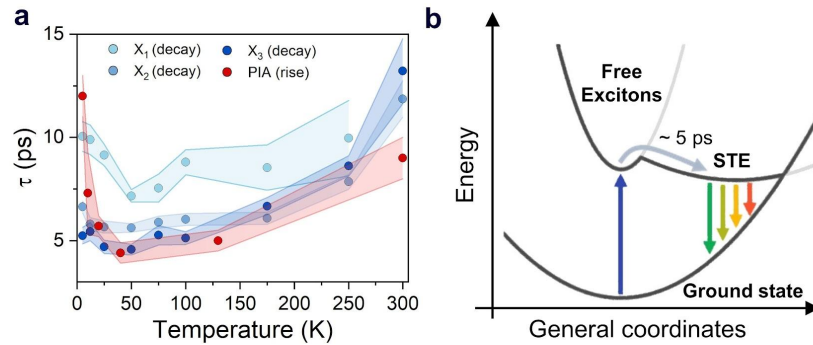 a
15
10
5
τ (ps)
X₁ (decay)
X₂ (decay)
X₃ (decay)
PIA (rise)
0
50
100
150
200
250
300
Temperature (K)
b
Energy
Free
Excitons
~ 5 ps
STE
Ground state
General coordinates